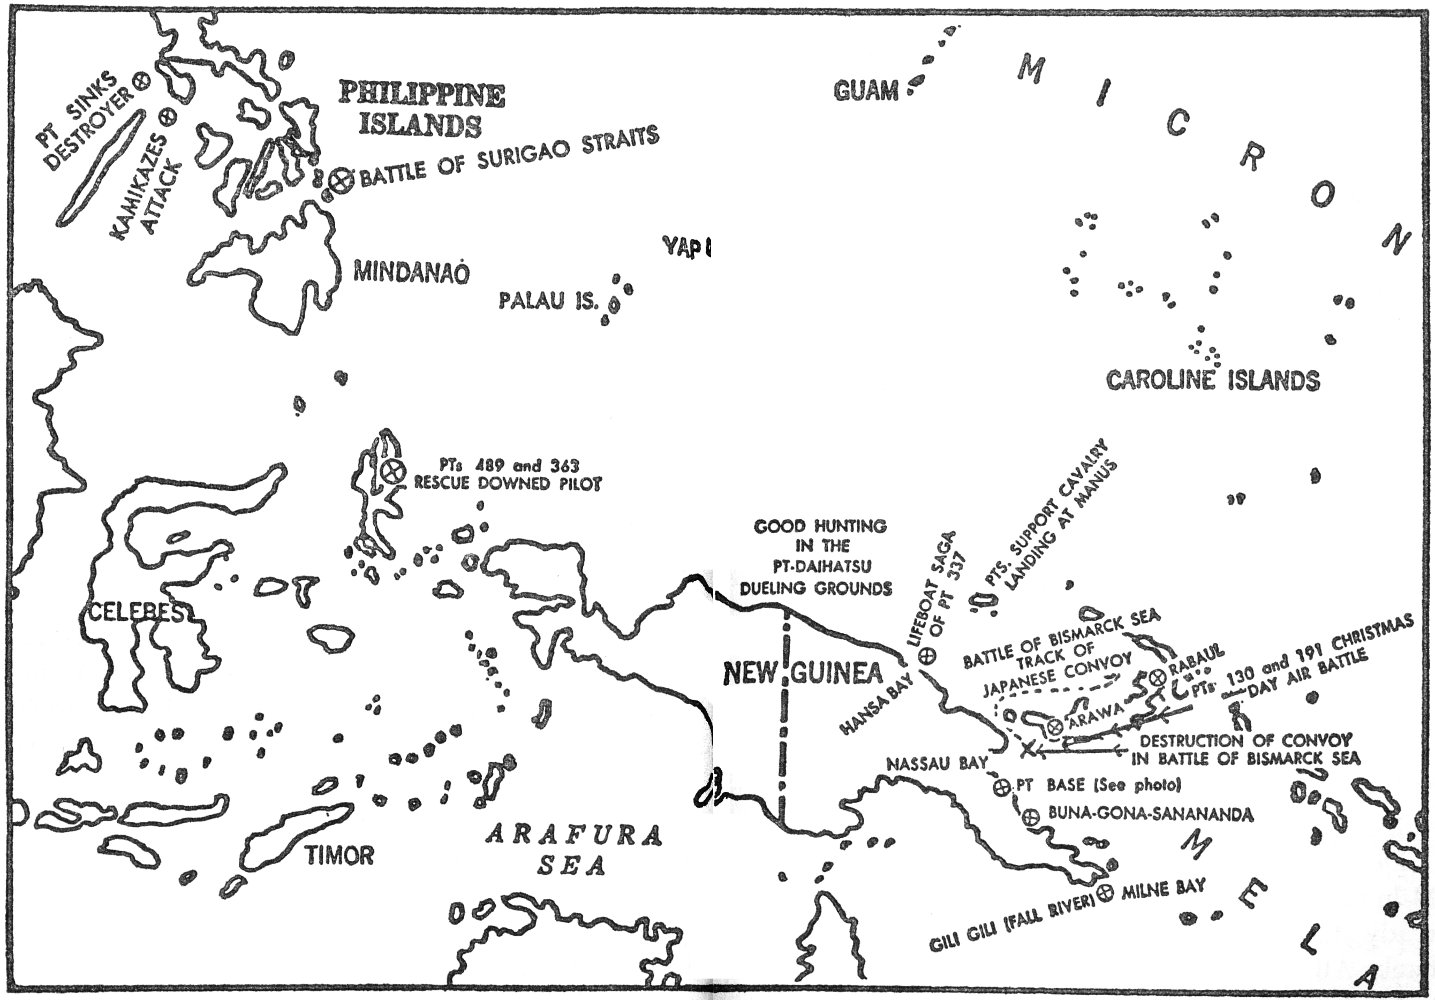 PT SINKS
DESTROYER
KAMIKAZES
ATTACK
PHILIPPINE
ISLANDS
BATTLE OF SURIGAO STRAITS
MINDANAO
GUAM
MICRON
YAP I
PALAU IS.
CAROLINE ISLANDS
PTs 489 and 363
RESCUE DOWNED PILOT
CELEBES
GOOD HUNTING
IN THE
PT-DAIHATSU
DUELING GROUNDS
LIFEBOAT SAGA
OF PT 337
PTS. SUPPORT CAVALRY
LANDING AT MANUS
BATTLE OF BISMARCK SEA
TRACK OF
JAPANESE CONVOY
RABAUL
PTs 130 and 191 CHRISTMAS
DAY AIR BATTLE
NEW GUINEA
HANSA BAY
ARAWA
DESTRUCTION OF CONVOY
IN BATTLE OF BISMARCK SEA
NASSAU BAY
PT BASE (See photo)
BUNA-GONA-SANANANDA
ARAFURA
SEA
TIMOR
MILNE BAY
GILI GILI (FALL RIVER)
MELA